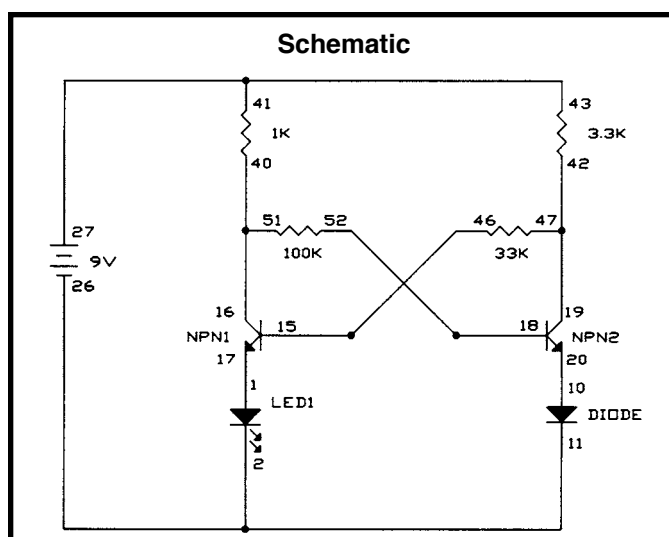 Schematic
41 43
1K 3.3K
40 42
51 52 46 47
27 100K 33K
9V
26
16 15 18 19
NPN1 NPN2
17 20
1 10
LED1 DIODE
2 11